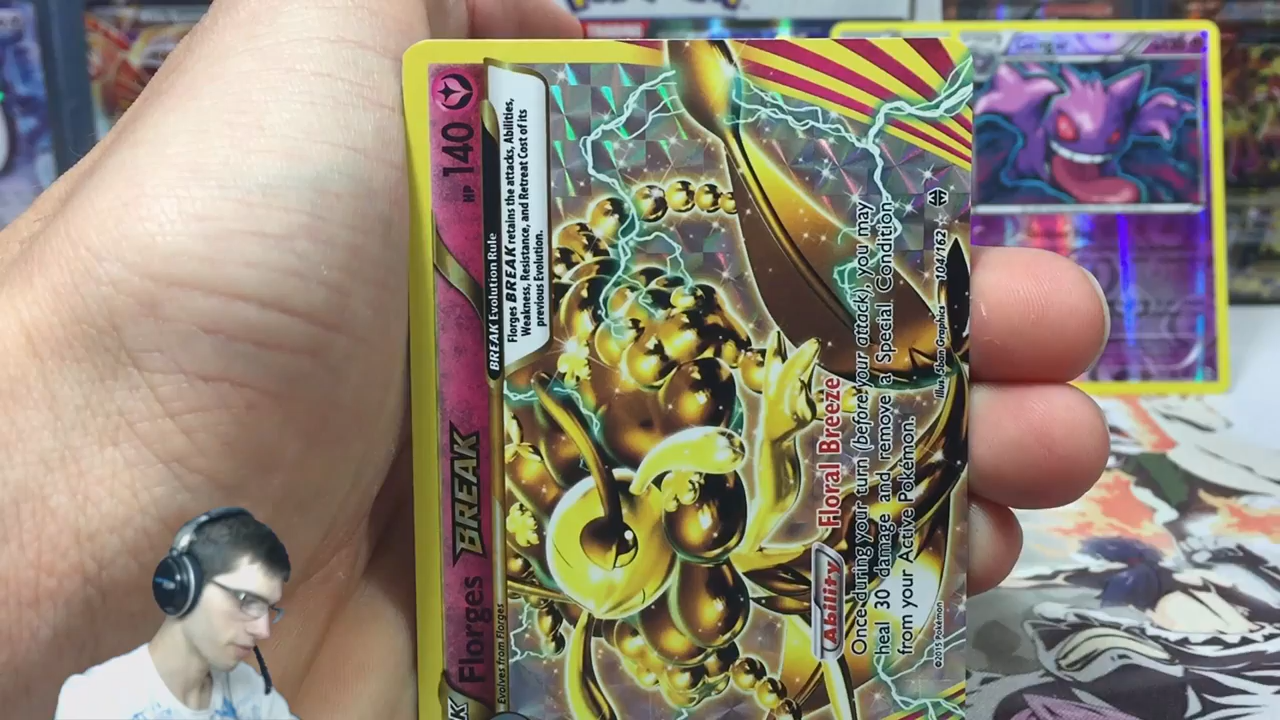 Florges BREAK HP 140
Evolves from Florges
BREAK Evolution Rule
Florges BREAK retains the attacks, Abilities,
Weakness, Resistance, and Retreat Cost of its
previous Evolution.
Ability Floral Breeze
Once during your turn (before your attack), you may
heal 30 damage and remove a Special Condition
from your Active Pokémon.
©2015 Pokémon
Illus. 5ban Graphics 104/162
Gengar